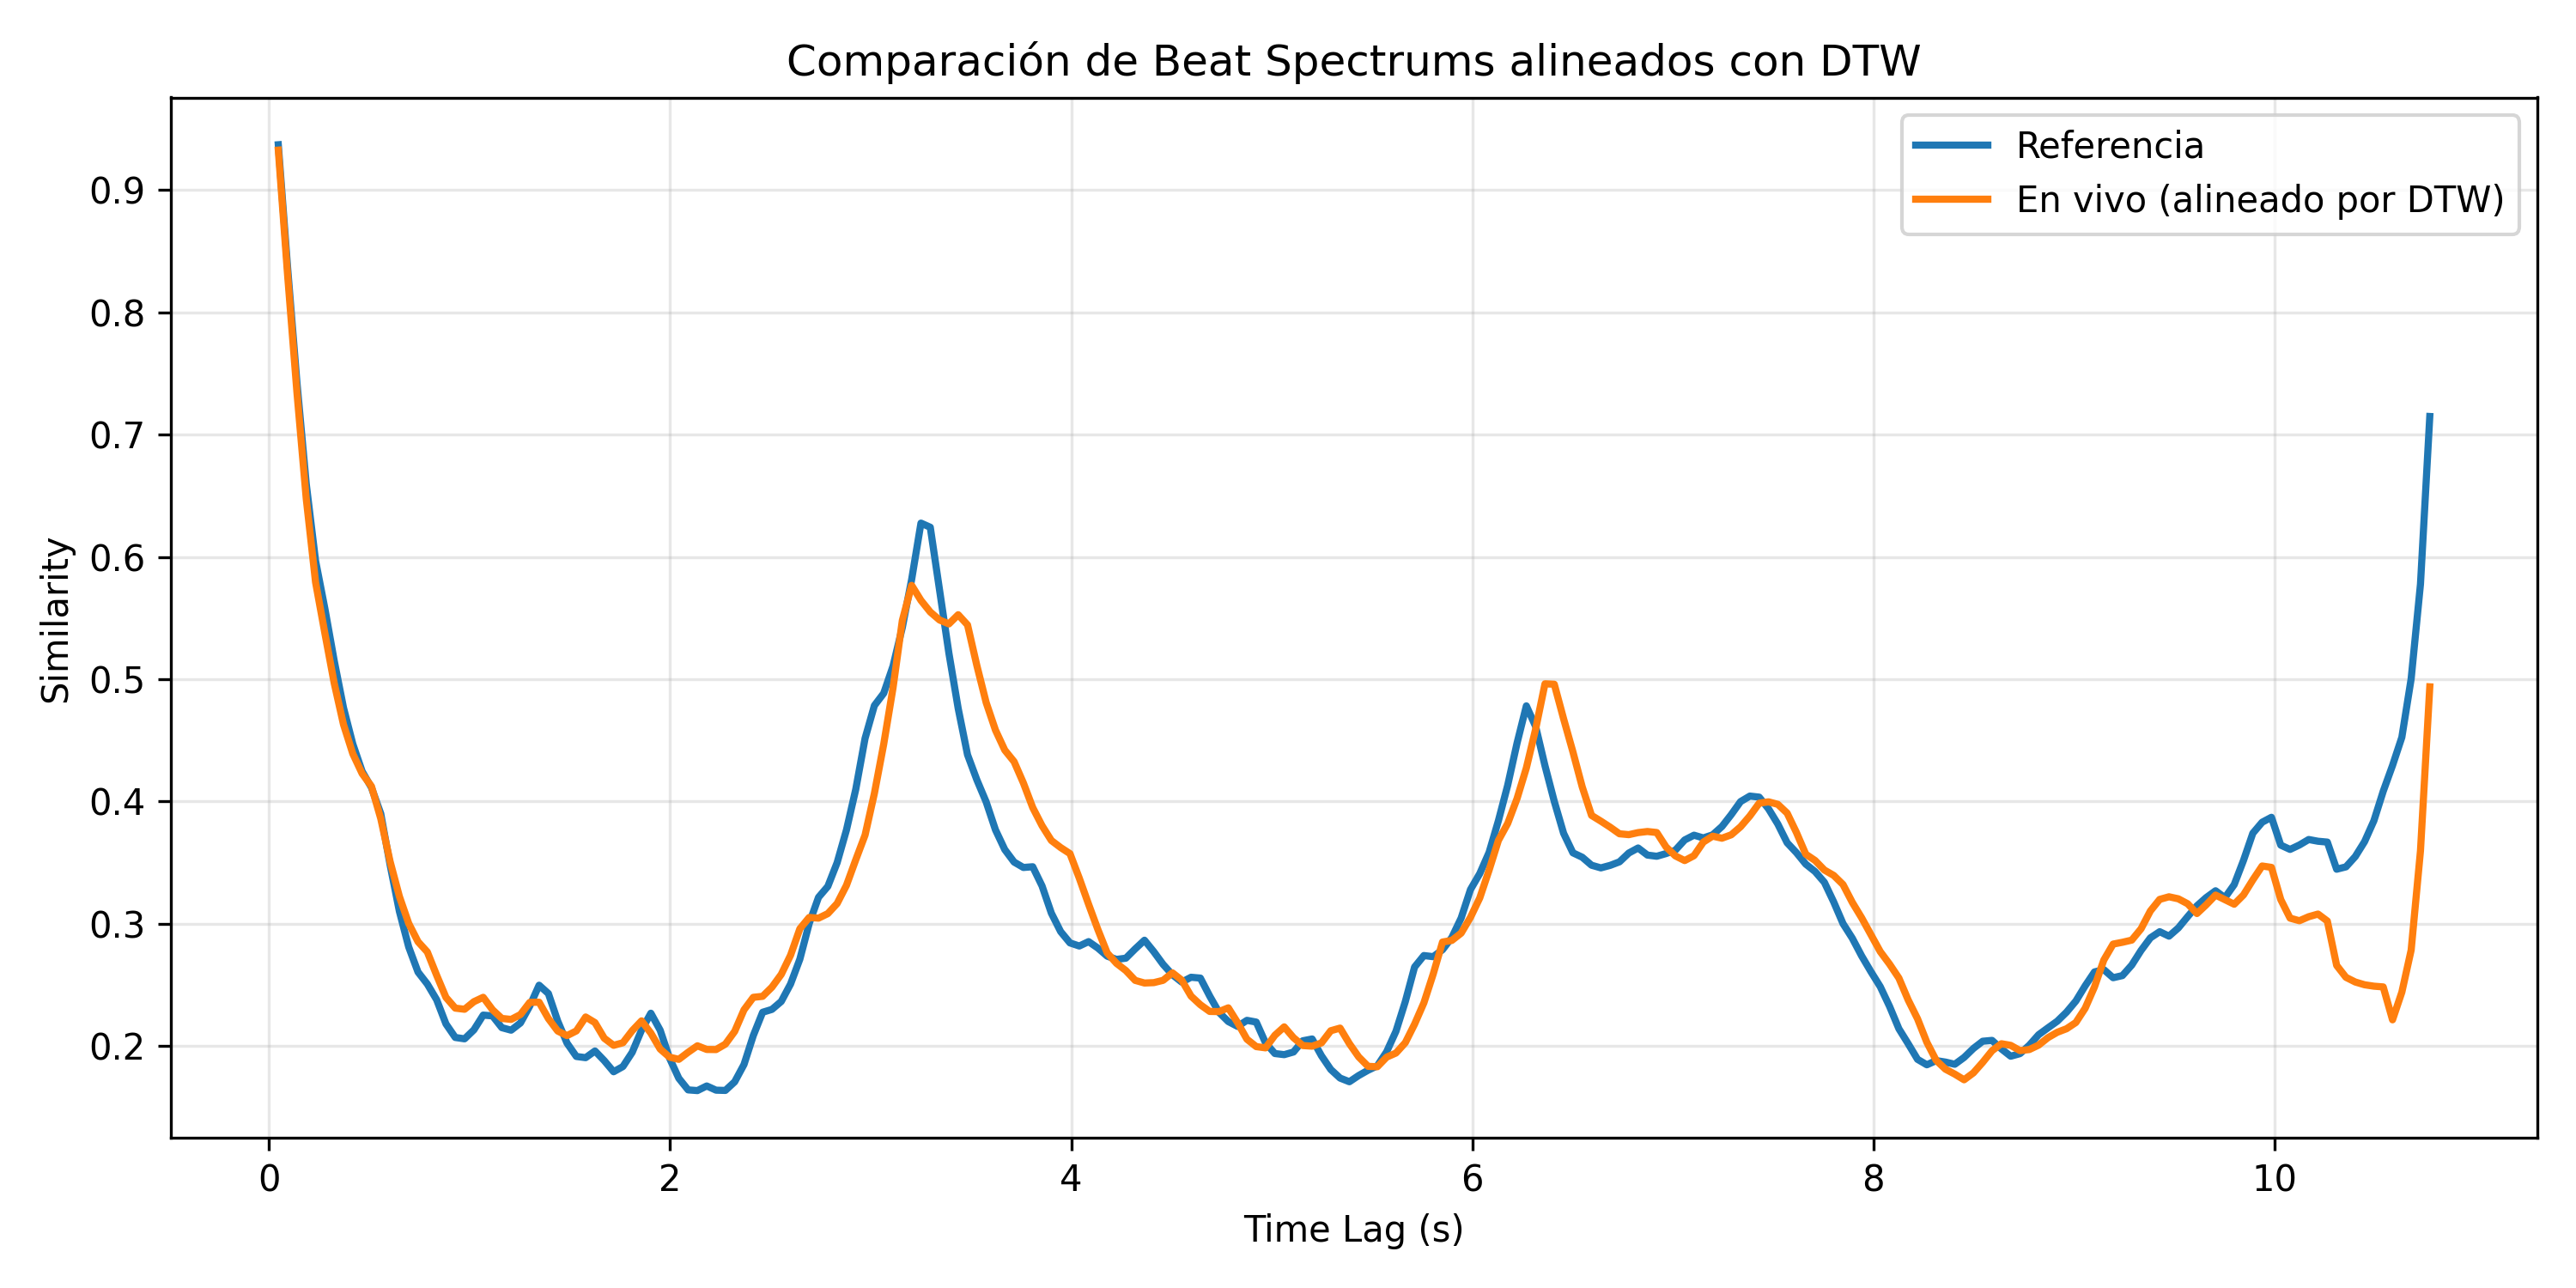 Comparación de Beat Spectrums alineados con DTW
Referencia
En vivo (alineado por DTW)
Similarity
0.9
0.8
0.7
0.6
0.5
0.4
0.3
0.2
0
2
4
6
8
10
Time Lag (s)